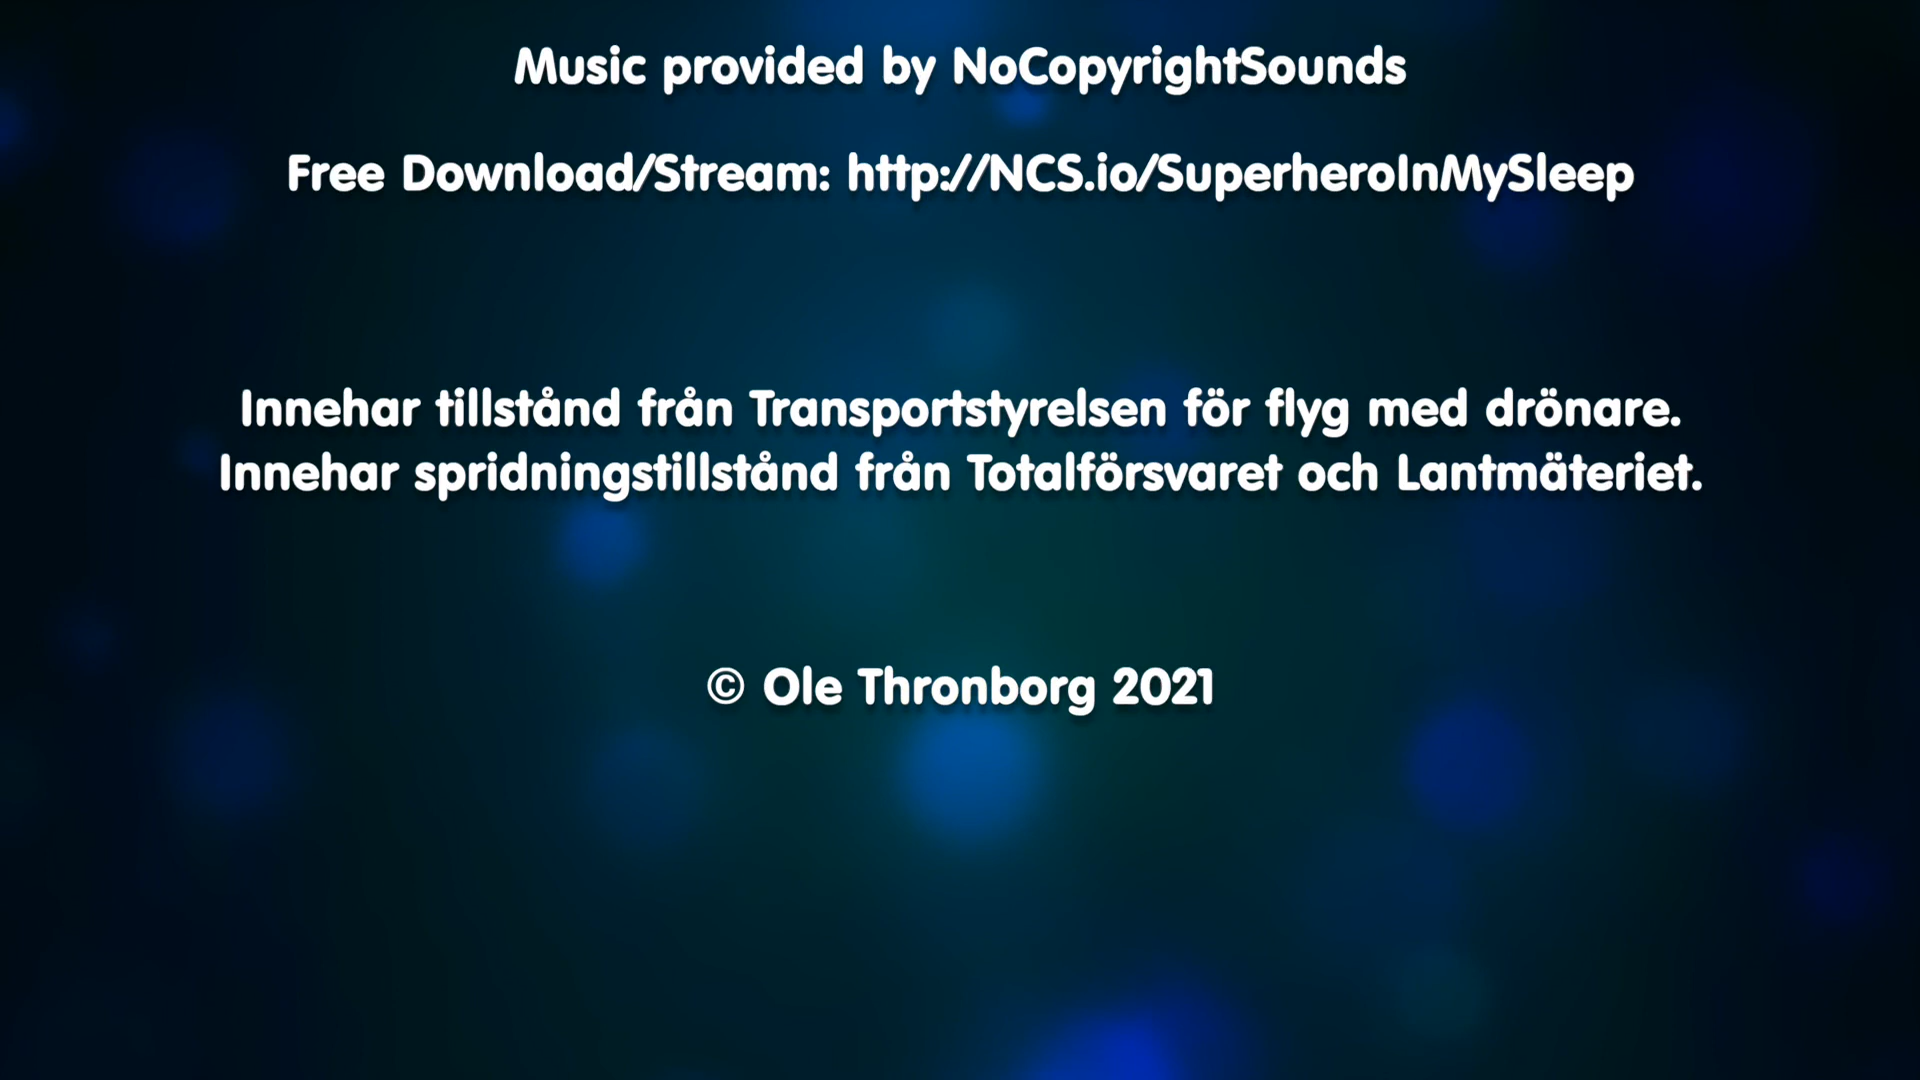 Music provided by NoCopyrightSounds
Free Download/Stream: http://NCS.io/SuperheroInMySleep
Innehar tillstånd från Transportstyrelsen för flyg med drönare.
Innehar spridningstillstånd från Totalförsvaret och Lantmäteriet.
© Ole Thronborg 2021